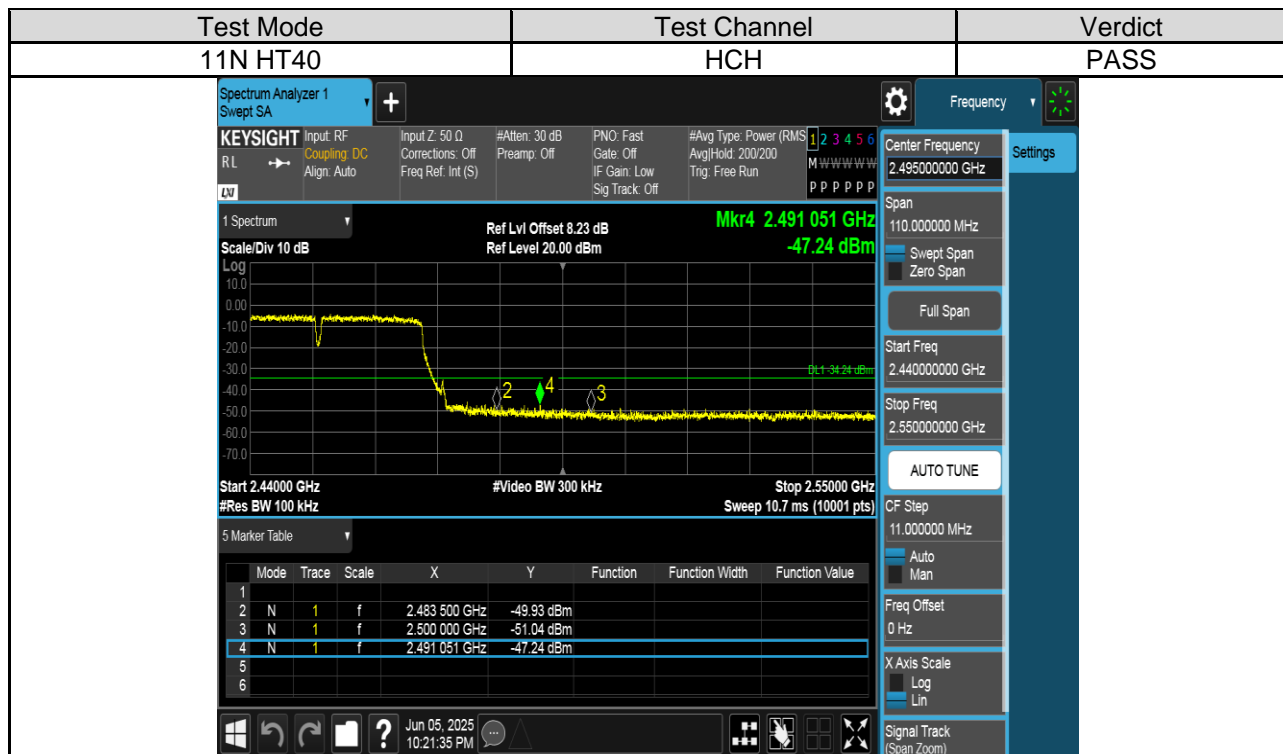 Test Mode Test Channel Verdict
11N HT40 HCH PASS
Spectrum Analyzer 1
Swept SA
+
Frequency
KEYSIGHT Input: RF Input Z: 50 Ω #Atten: 30 dB PNO: Fast #Avg Type: Power (RMS 1 2 3 4 5 6
RL Coupling: DC Corrections: Off Preamp: Off Gate: Off Avg|Hold: 200/200 M W W W W W
Align: Auto Freq Ref: Int (S) IF Gain: Low Trig: Free Run
LXI Sig Track: Off P P P P P P
Center Frequency
2.495000000 GHz
Settings
Span
110.000000 MHz
Swept Span
Zero Span
Full Span
Start Freq
2.440000000 GHz
Stop Freq
2.550000000 GHz
AUTO TUNE
CF Step
11.000000 MHz
Auto
Man
Freq Offset
0 Hz
X Axis Scale
Log
Lin
Signal Track
(Span Zoom)
1 Spectrum
Ref Lvl Offset 8.23 dB Mkr4 2.491 051 GHz
Scale/Div 10 dB Ref Level 20.00 dBm -47.24 dBm
Log
10.0
0.00
-10.0
-20.0
-30.0
DL1 -34.24 dBm
-40.0
2 4 3
-50.0
-60.0
-70.0
Start 2.44000 GHz #Video BW 300 kHz Stop 2.55000 GHz
#Res BW 100 kHz Sweep 10.7 ms (10001 pts)
5 Marker Table
Mode Trace Scale X Y Function Function Width Function Value
1
2 N 1 f 2.483 500 GHz -49.93 dBm
3 N 1 f 2.500 000 GHz -51.04 dBm
4 N 1 f 2.491 051 GHz -47.24 dBm
5
6
? Jun 05, 2025
10:21:35 PM